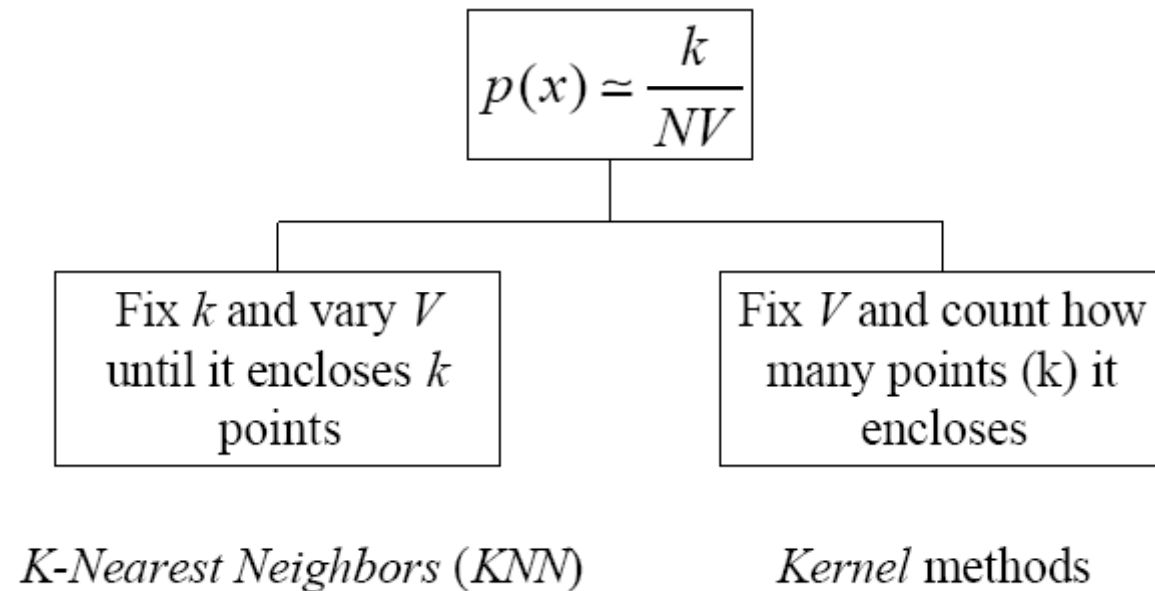 p(x) ≃ k / NV
Fix k and vary V
until it encloses k
points
Fix V and count how
many points (k) it
encloses
K-Nearest Neighbors (KNN)
Kernel methods